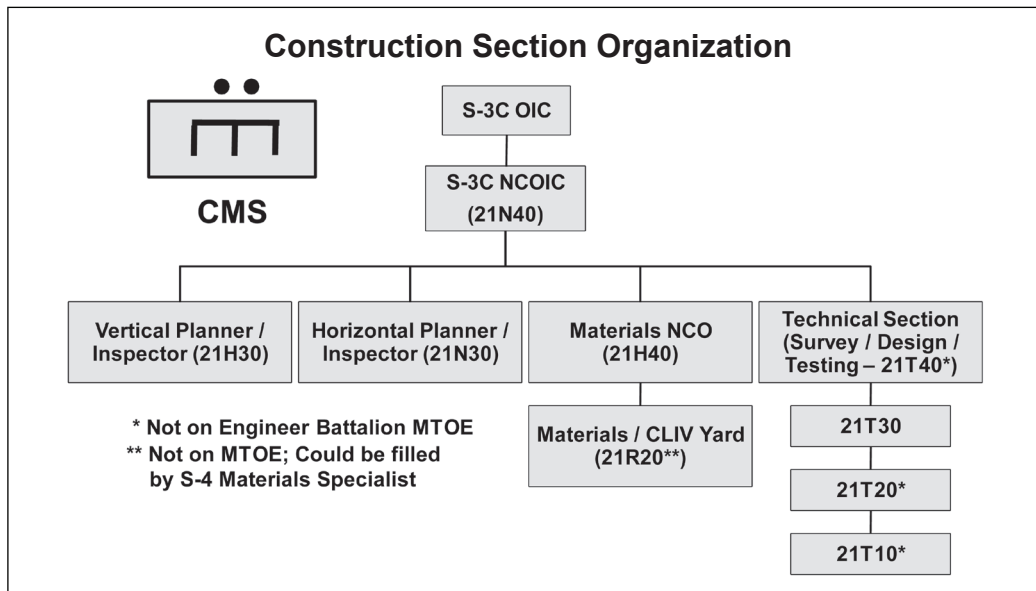 Construction Section Organization
CMS
S-3C OIC
S-3C NCOIC
(21N40)
Vertical Planner /
Inspector (21H30)
Horizontal Planner /
Inspector (21N30)
Materials NCO
(21H40)
Technical Section
(Survey / Design /
Testing – 21T40*)
Materials / CLIV Yard
(21R20**)
21T30
21T20*
21T10*
* Not on Engineer Battalion MTOE
** Not on MTOE; Could be filled
by S-4 Materials Specialist